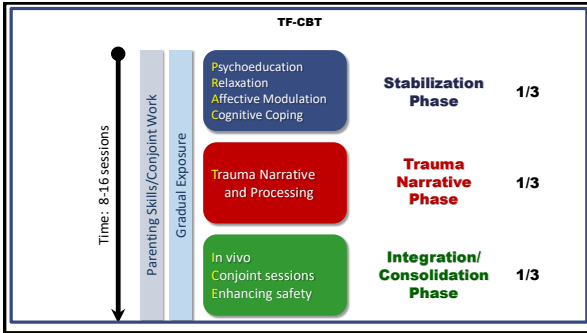 TF-CBT
Time: 8-16 sessions
Parenting Skills/Conjoint Work
Gradual Exposure
Psychoeducation
Relaxation
Affective Modulation
Cognitive Coping
Stabilization
Phase
1/3
Trauma Narrative
and Processing
Trauma
Narrative
Phase
1/3
In vivo
Conjoint sessions
Enhancing safety
Integration/
Consolidation
Phase
1/3